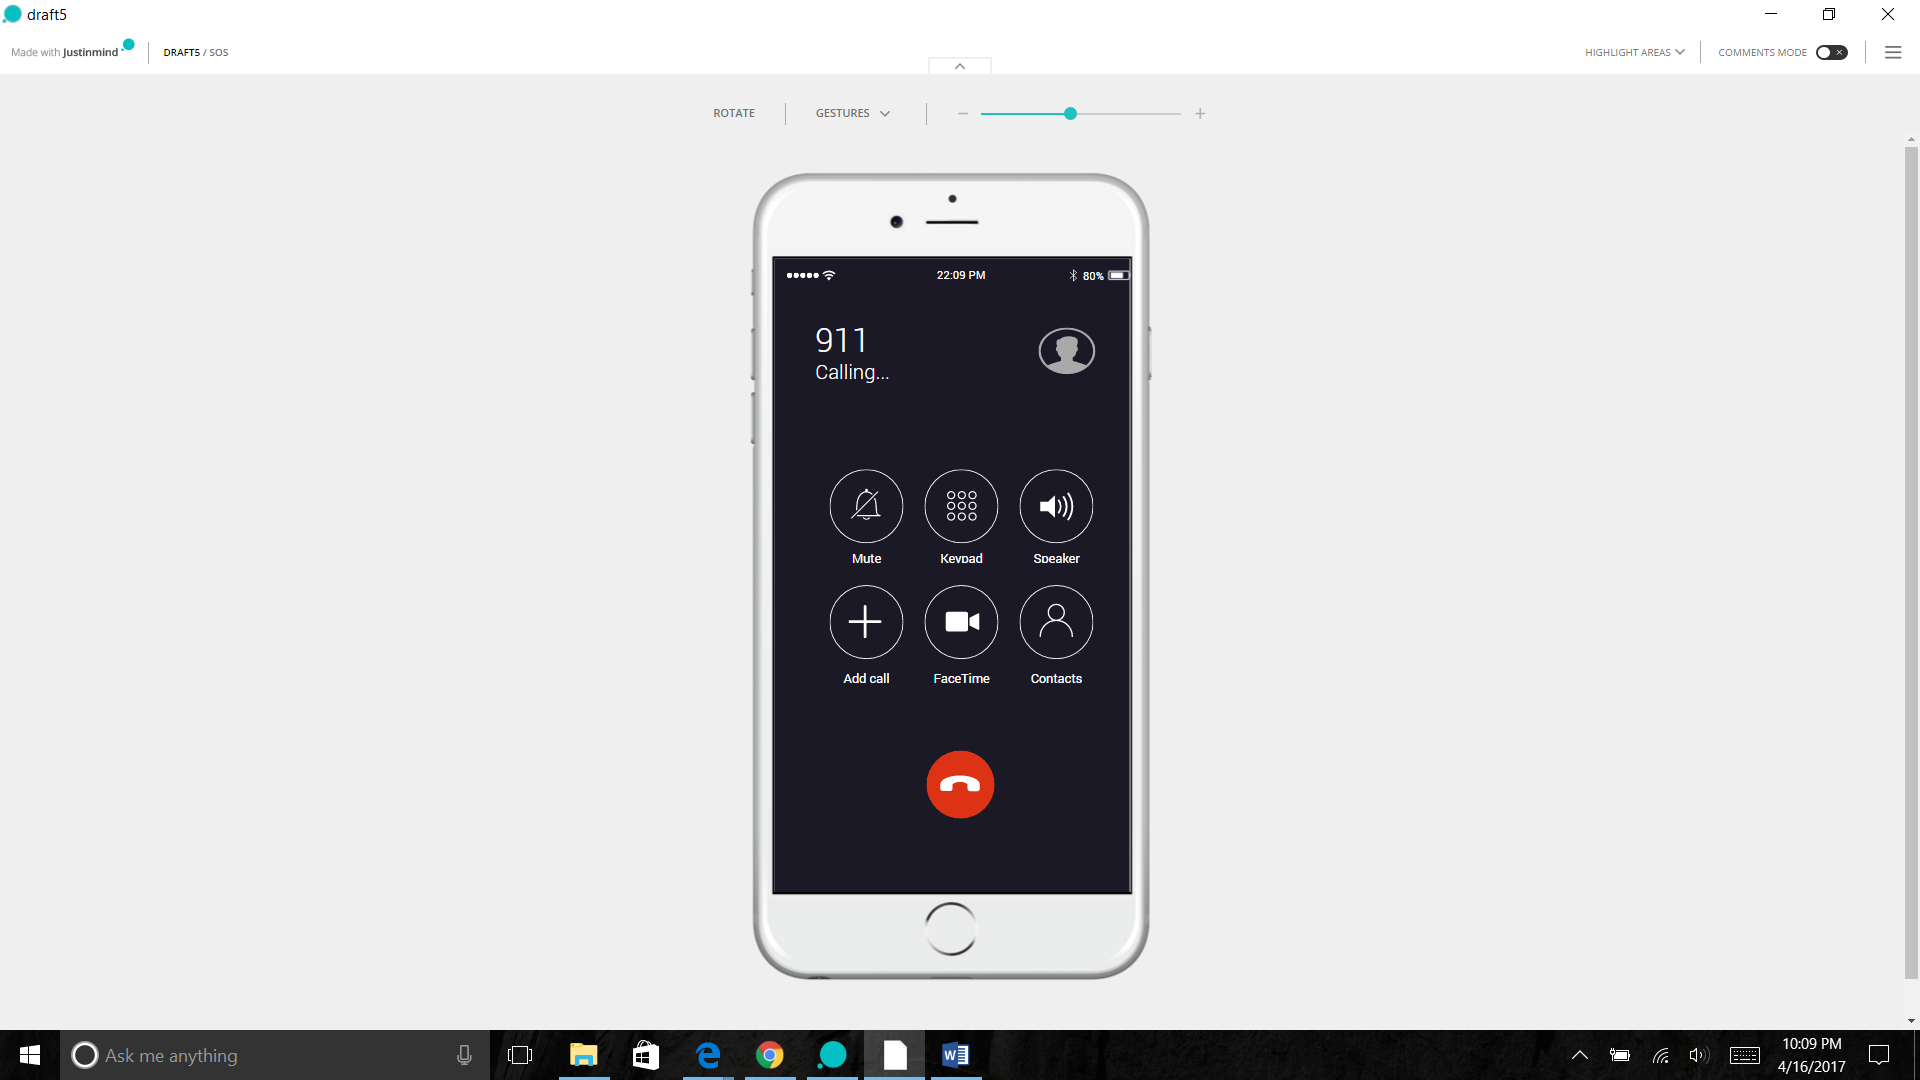 draft5
Made with Justinmind
DRAFT5 / SOS
HIGHLIGHT AREAS
COMMENTS MODE
ROTATE
GESTURES
22:09 PM
80%
911
Calling...
Mute
Keypad
Speaker
Add call
FaceTime
Contacts
Ask me anything
10:09 PM
4/16/2017